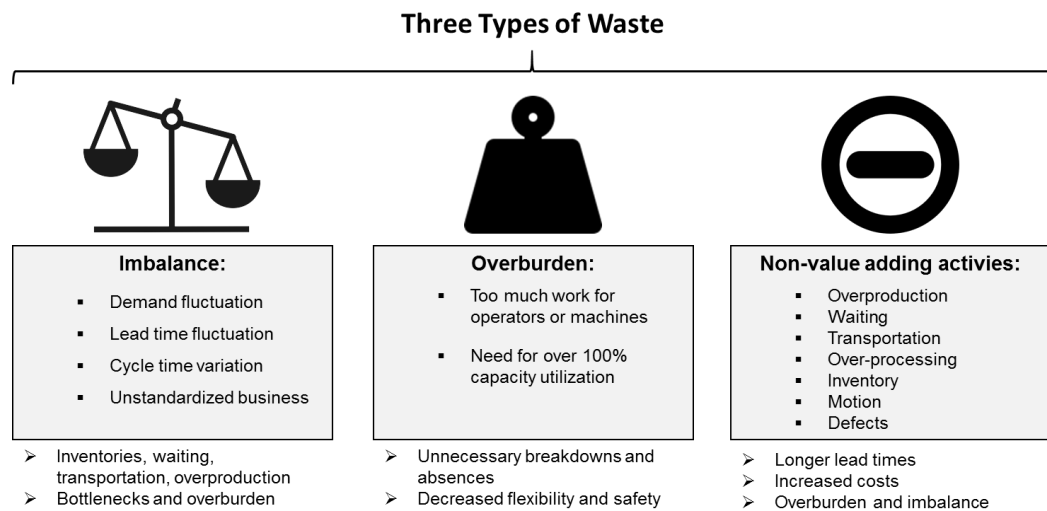 Three Types of Waste
Imbalance:
▪ Demand fluctuation
▪ Lead time fluctuation
▪ Cycle time variation
▪ Unstandardized business
➢ Inventories, waiting,
transportation, overproduction
➢ Bottlenecks and overburden
Overburden:
▪ Too much work for
operators or machines
▪ Need for over 100%
capacity utilization
➢ Unnecessary breakdowns and
absences
➢ Decreased flexibility and safety
Non-value adding activies:
▪ Overproduction
▪ Waiting
▪ Transportation
▪ Over-processing
▪ Inventory
▪ Motion
▪ Defects
➢ Longer lead times
➢ Increased costs
➢ Overburden and imbalance